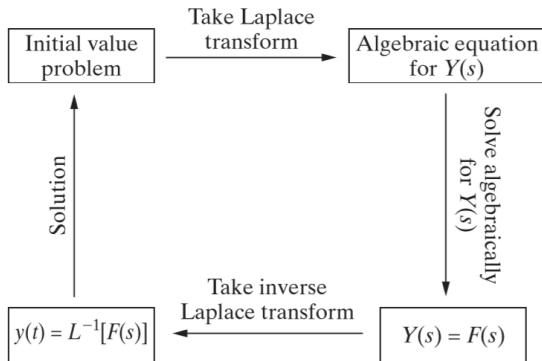 Take Laplace
transform
Initial value
problem
Algebraic equation
for Y(s)
Solve algebraically
for Y(s)
Solution
Take inverse
Laplace transform
y(t) = L⁻¹[F(s)]
Y(s) = F(s)